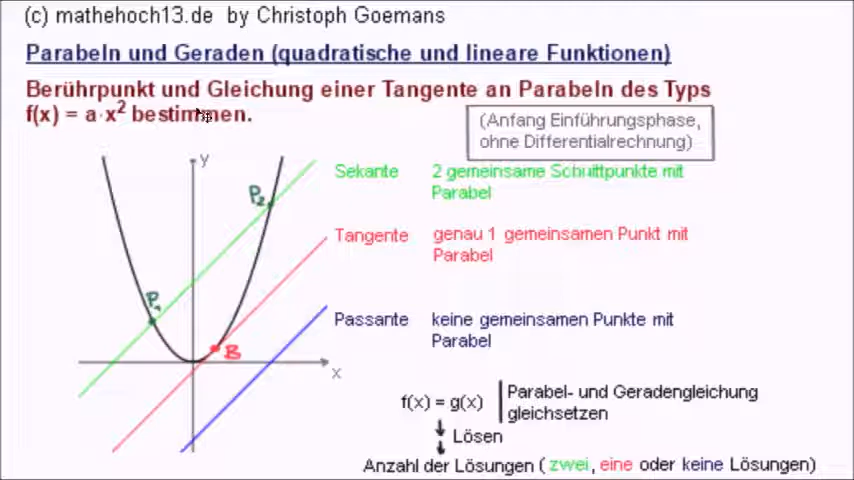 (c) mathehoch13.de by Christoph Goemans
Parabeln und Geraden (quadratische und lineare Funktionen)
Berührpunkt und Gleichung einer Tangente an Parabeln des Typs
f(x) = a·x² bestimmen.
(Anfang Einführungsphase,
ohne Differentialrechnung)
y
P₂
P₁
B
x
Sekante 2 gemeinsame Schnittpunkte mit
Parabel
Tangente genau 1 gemeinsamen Punkt mit
Parabel
Passante keine gemeinsamen Punkte mit
Parabel
f(x) = g(x) Parabel- und Geradengleichung
gleichsetzen
Lösen
Anzahl der Lösungen (zwei, eine oder keine Lösungen)